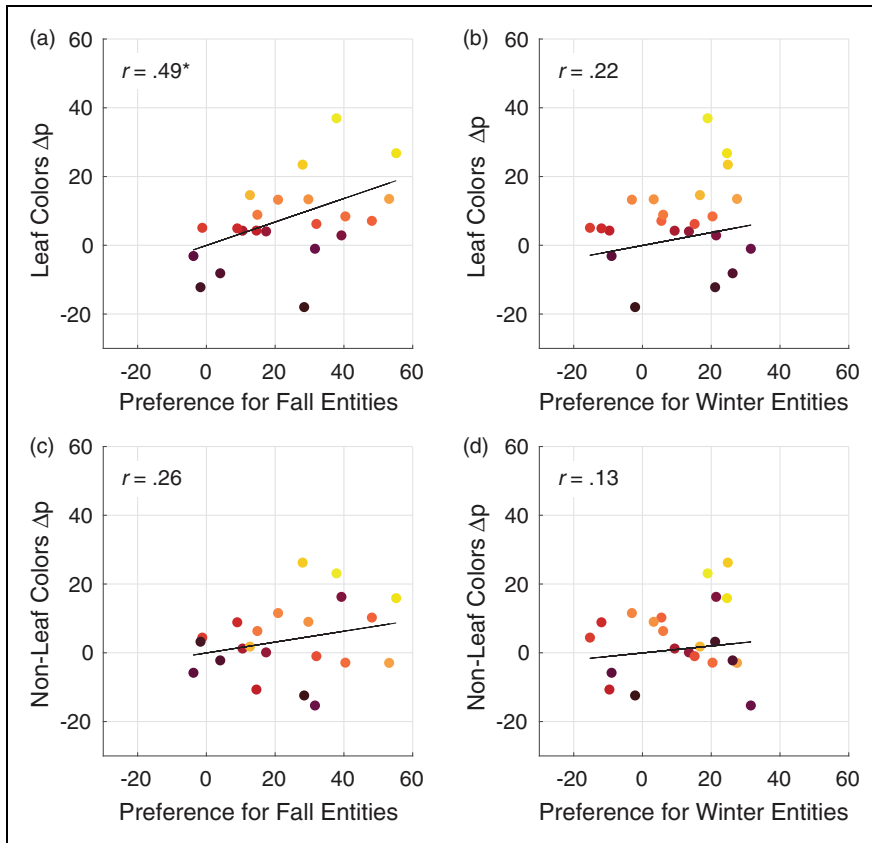 (a)
r = .49*
60
40
20
0
-20
Leaf Colors Δp
-20 0 20 40 60
Preference for Fall Entities
(b)
r = .22
60
40
20
0
-20
Leaf Colors Δp
-20 0 20 40 60
Preference for Winter Entities
(c)
r = .26
60
40
20
0
-20
Non-Leaf Colors Δp
-20 0 20 40 60
Preference for Fall Entities
(d)
r = .13
60
40
20
0
-20
Non-Leaf Colors Δp
-20 0 20 40 60
Preference for Winter Entities